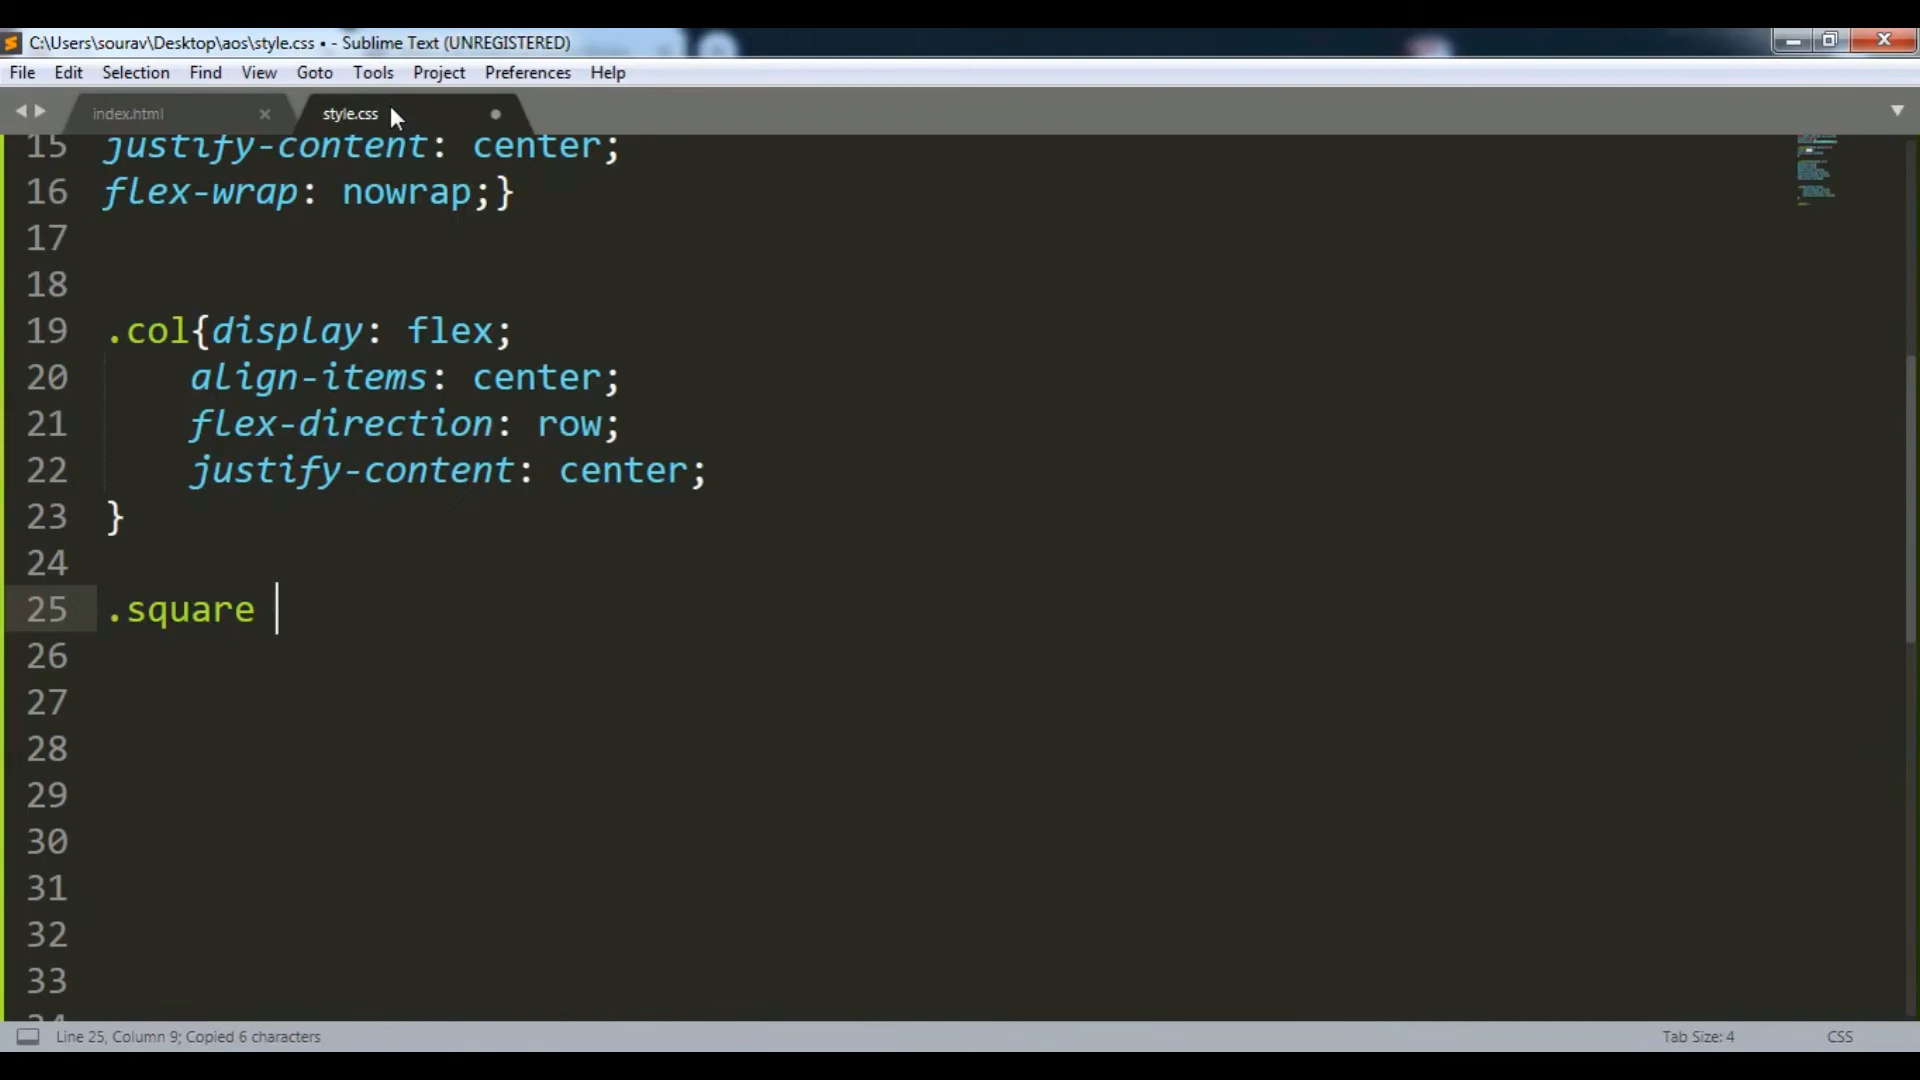 C:\Users\sourav\Desktop\aos\style.css • - Sublime Text (UNREGISTERED)
File Edit Selection Find View Goto Tools Project Preferences Help
index.html × style.css
15 justify-content: center;
16 flex-wrap: nowrap;}
17
18
19 .col{display: flex;
20 align-items: center;
21 flex-direction: row;
22 justify-content: center;
23 }
24
25 .square
26
27
28
29
30
31
32
33
Line 25, Column 9; Copied 6 characters Tab Size: 4 CSS